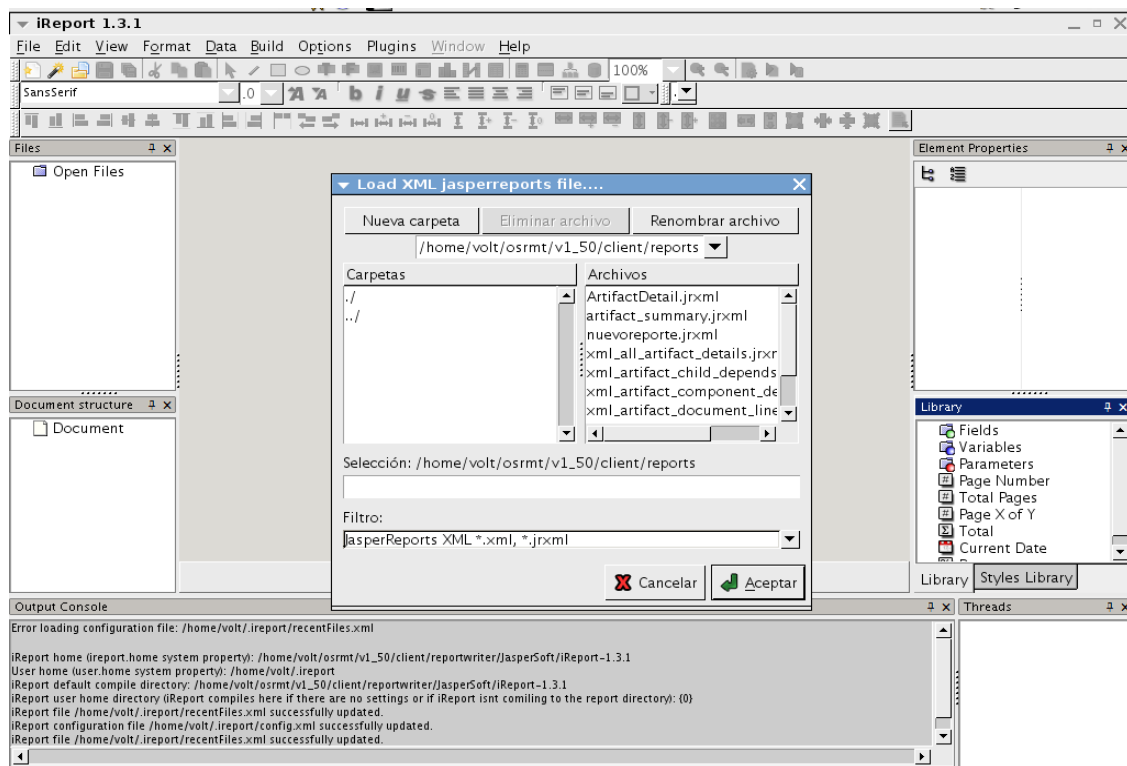 iReport 1.3.1
File Edit View Format Data Build Options Plugins Window Help
100%
SansSerif .0 b i u s
Files
Open Files
Element Properties
Load XML jasperreports file....
Nueva carpeta Eliminar archivo Renombrar archivo
/home/volt/osrmt/v1_50/client/reports
Carpetas Archivos
./
../
ArtifactDetail.jrxml
artifact_summary.jrxml
nuevoreporte.jrxml
xml_all_artifact_details.jrxr
xml_artifact_child_depends
xml_artifact_component_de
xml_artifact_document_line
Selección: /home/volt/osrmt/v1_50/client/reports
Filtro:
JasperReports XML *.xml, *.jrxml
Cancelar Aceptar
Document structure
Document
Library
Fields
Variables
Parameters
Page Number
Total Pages
Page X of Y
Total
Current Date
Library Styles Library
Output Console
Threads
Error loading configuration file: /home/volt/.ireport/recentFiles.xml
iReport home (ireport.home system property): /home/volt/osrmt/v1_50/client/reportwriter/JasperSoft/iReport-1.3.1
User home (user.home system property): /home/volt/.ireport
iReport default compile directory: /home/volt/osrmt/v1_50/client/reportwriter/JasperSoft/iReport-1.3.1
iReport user home directory (iReport compiles here if there are no settings or if iReport isnt comiling to the report directory): {0}
iReport file /home/volt/.ireport/recentFiles.xml successfully updated.
iReport configuration file /home/volt/.ireport/config.xml successfully updated.
iReport file /home/volt/.ireport/recentFiles.xml successfully updated.